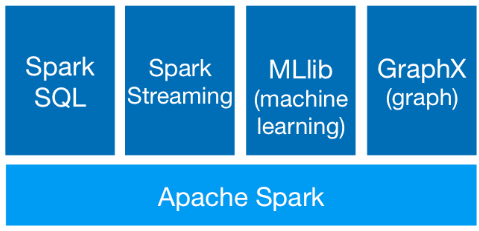 Spark
SQL
Spark
Streaming
MLlib
(machine
learning)
GraphX
(graph)
Apache Spark